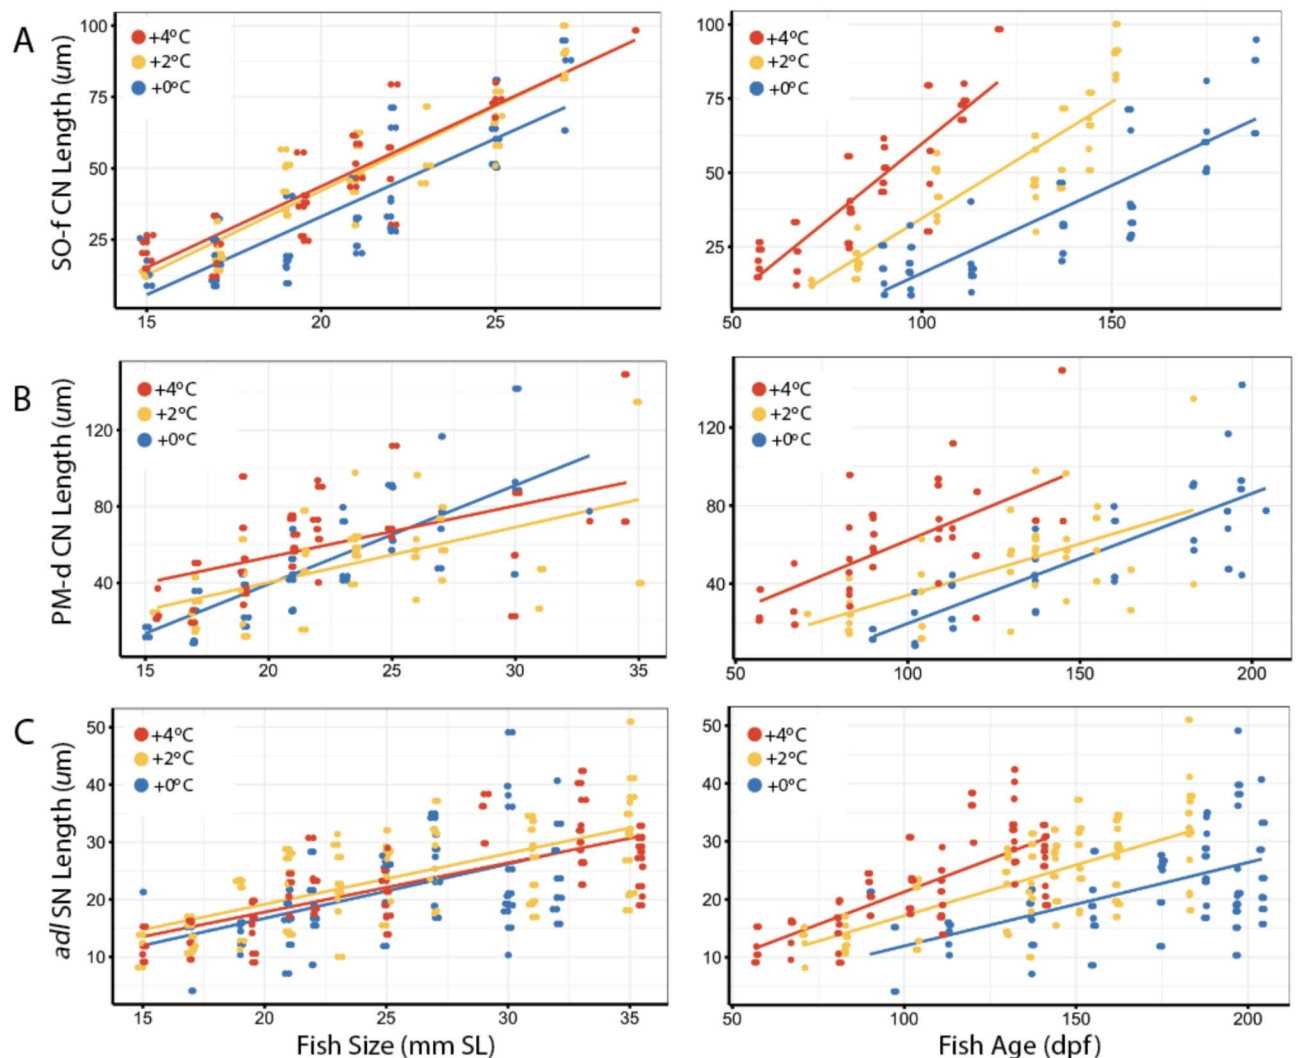 A
SO-f CN Length (um)
100
75
50
25
+4ºC
+2ºC
+0ºC
15 20 25
100
75
50
25
+4ºC
+2ºC
+0ºC
50 100 150
B
PM-d CN Length (um)
120
80
40
+4ºC
+2ºC
+0ºC
15 20 25 30 35
120
80
40
+4ºC
+2ºC
+0ºC
50 100 150 200
C
adl SN Length (um)
50
40
30
20
10
+4ºC
+2ºC
+0ºC
15 20 25 30 35
Fish Size (mm SL)
50
40
30
20
10
+4ºC
+2ºC
+0ºC
50 100 150 200
Fish Age (dpf)